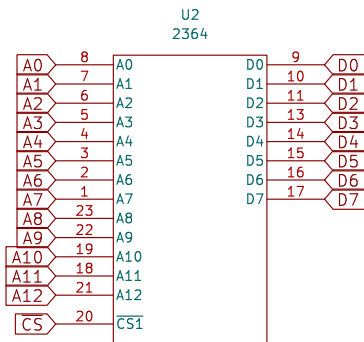 U2
2364
A0 8 A0 D0 9 D0
A1 7 A1 D1 10 D1
A2 6 A2 D2 11 D2
A3 5 A3 D3 13 D3
A4 4 A4 D4 14 D4
A5 3 A5 D5 15 D5
A6 2 A6 D6 16 D6
A7 1 A7 D7 17 D7
A8 23 A8
A9 22 A9
A10 19 A10
A11 18 A11
A12 21 A12
C̅S̅ 20 C̅S̅1̅